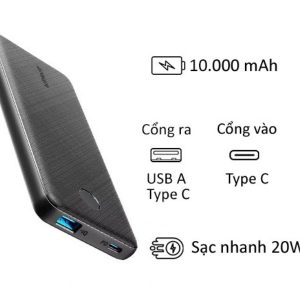 10.000 mAh
Cổng ra
Cổng vào
USB A
Type C
Type C
Sạc nhanh 20W